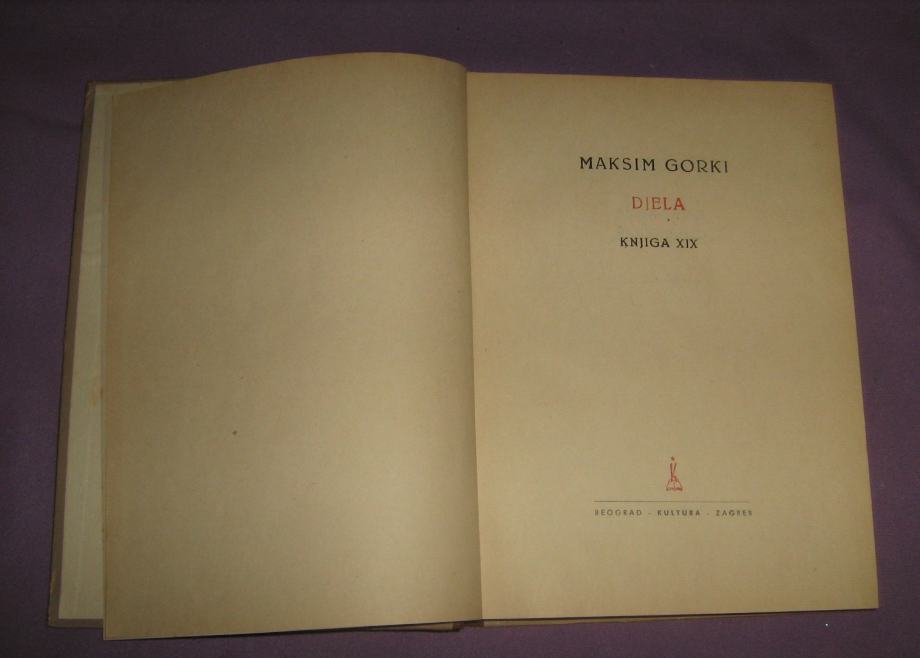 MAKSIM GORKI
DJELA
KNJIGA XIX
K
BEOGRAD - KULTURA - ZAGREB